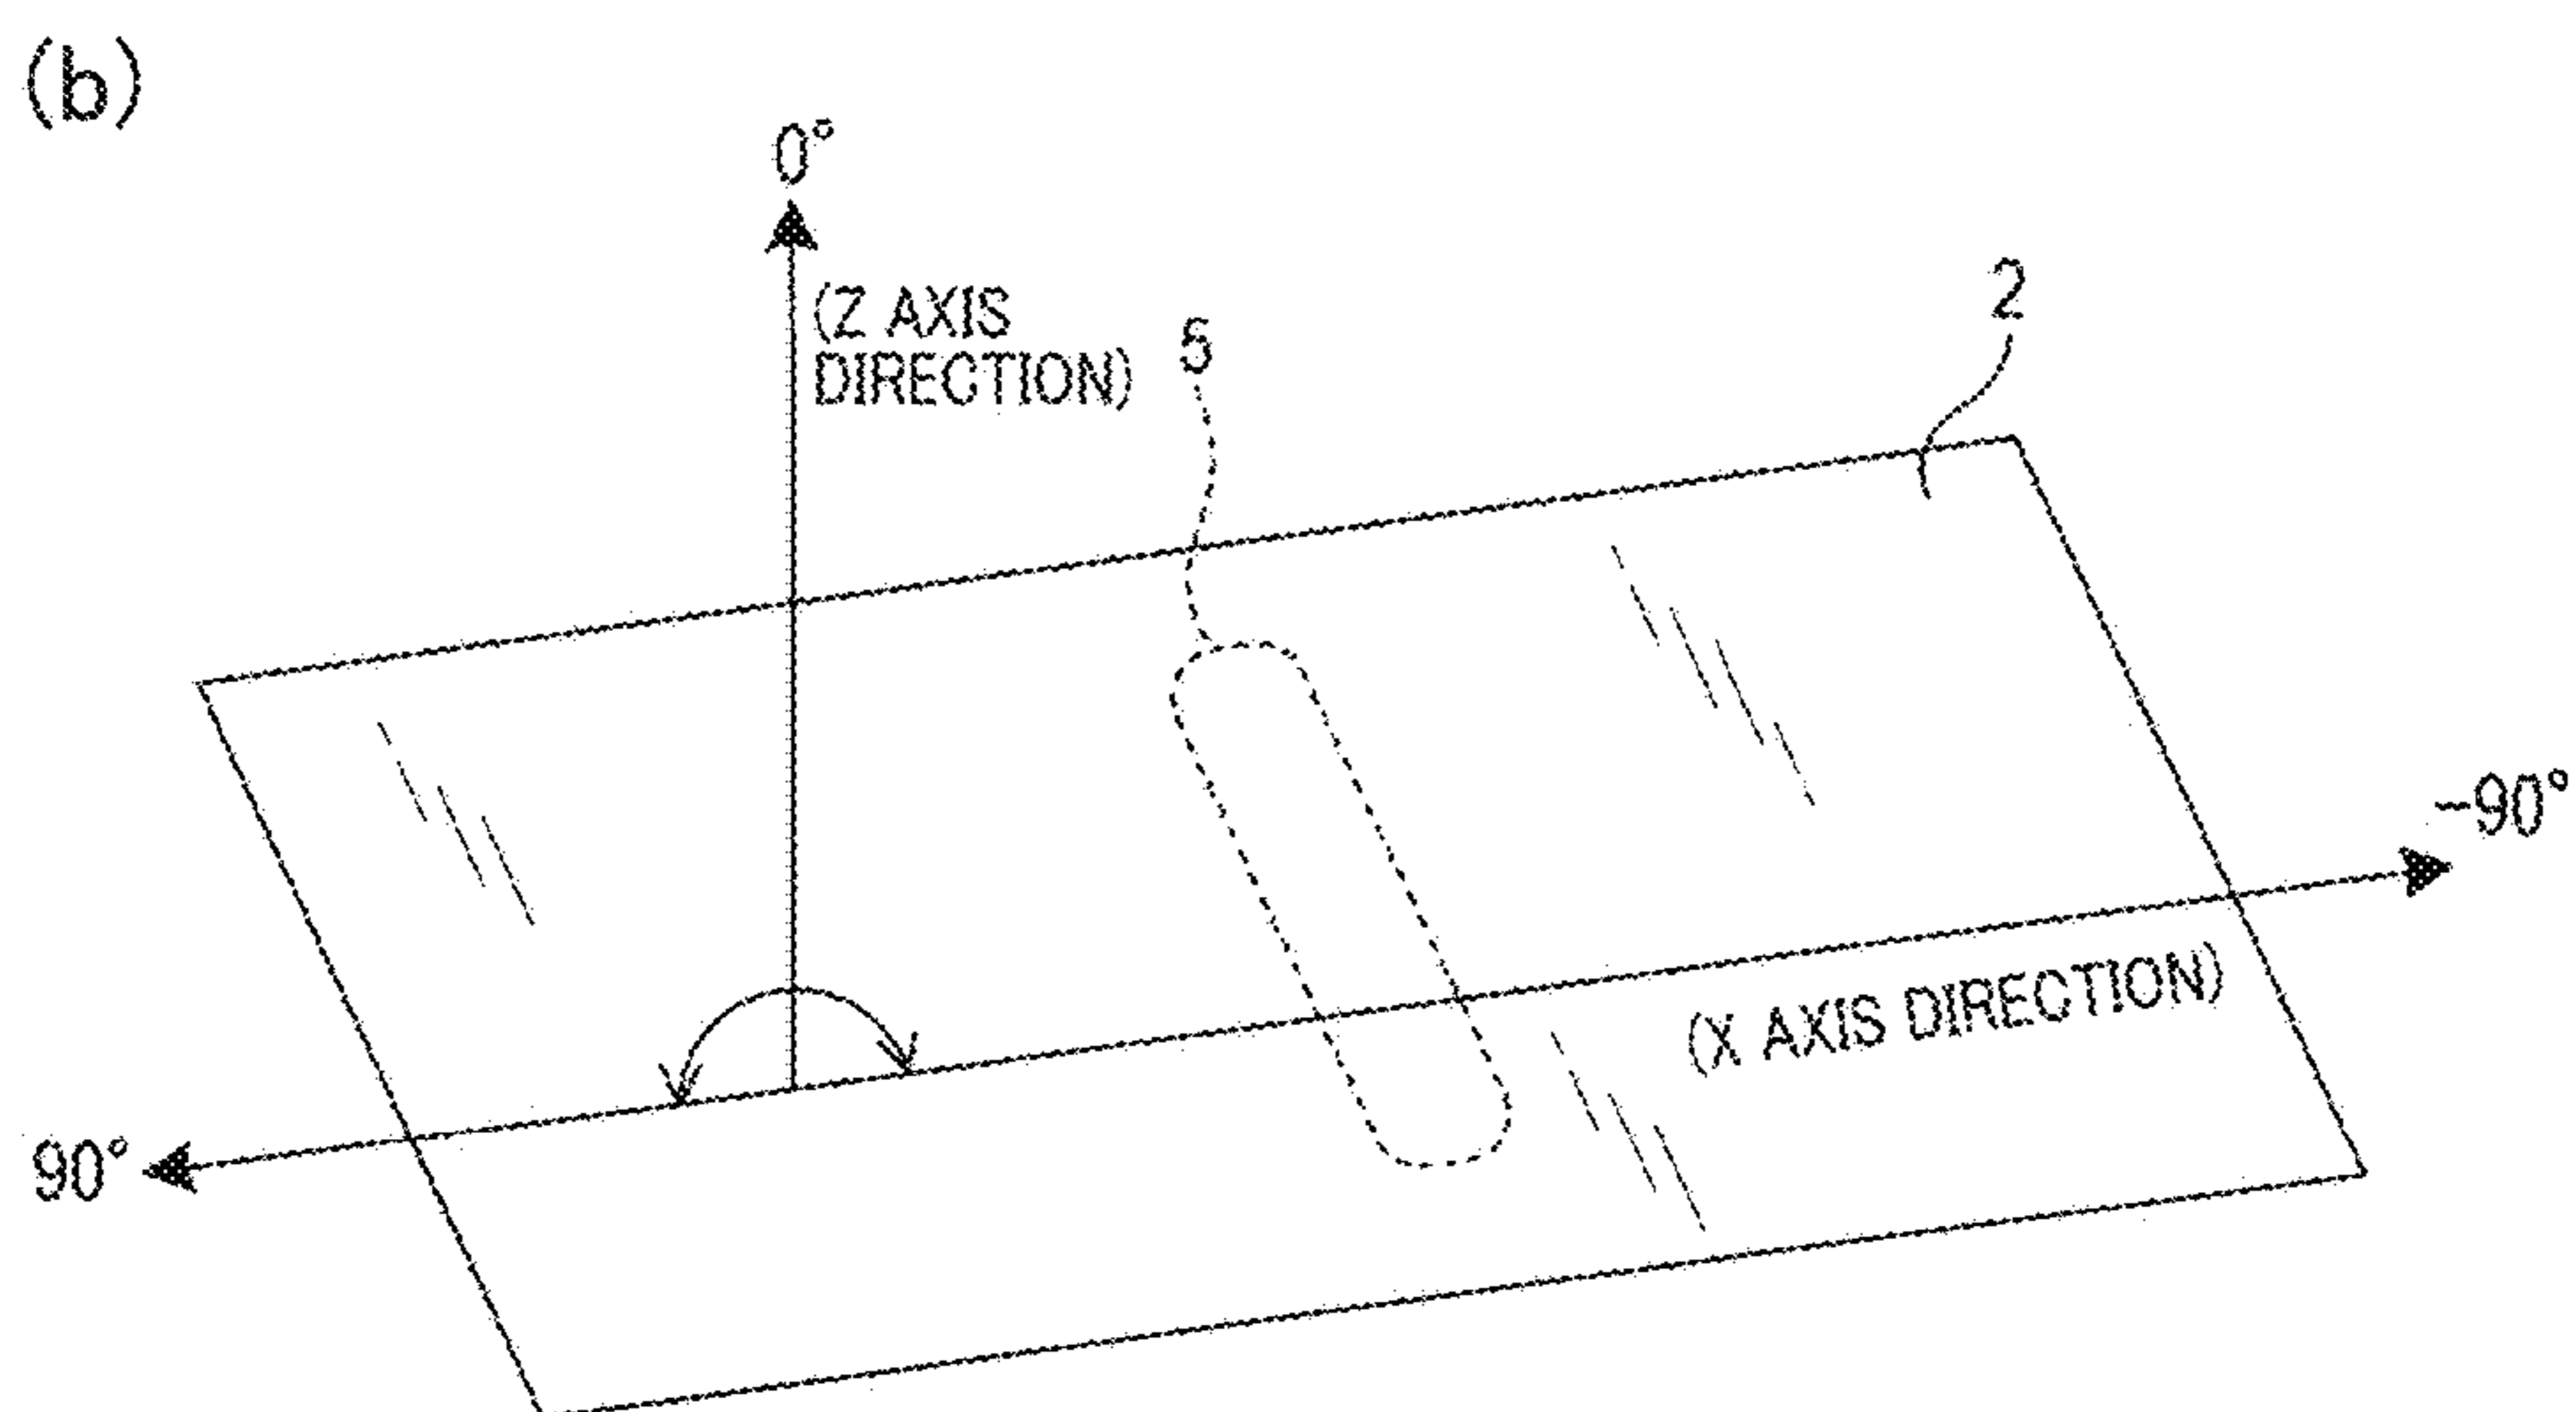 (b)
0°
(Z AXIS
DIRECTION)
5
2
-90°
(X AXIS DIRECTION)
90°